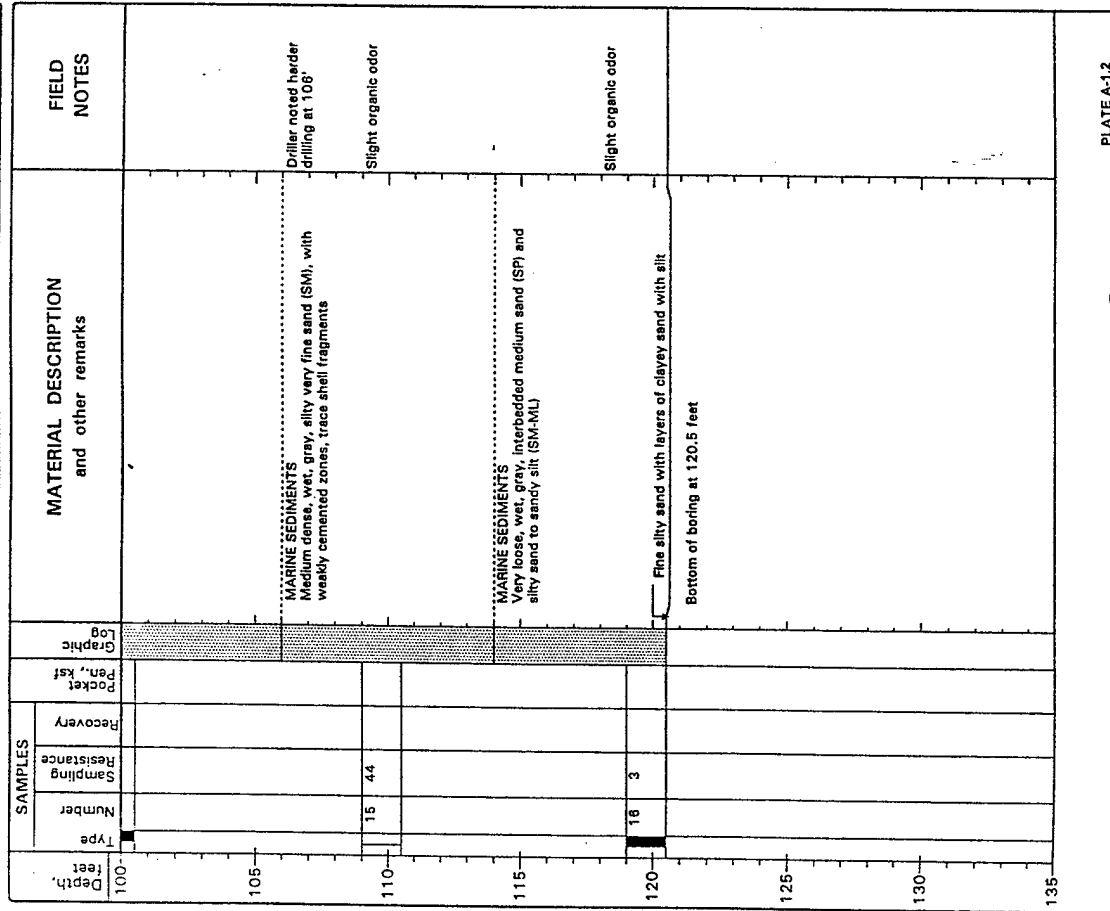 Depth,
feet
SAMPLES
Type
Number
Sampling
Resistance
Recovery
Pocket
Pen., ksf
Graphic
Log
MATERIAL DESCRIPTION
and other remarks
FIELD
NOTES
100
105
MARINE SEDIMENTS
Medium dense, wet, gray, silty very fine sand (SM), with
weakly cemented zones, trace shell fragments
Driller noted harder
drilling at 106'
15
44
Slight organic odor
110
MARINE SEDIMENTS
Very loose, wet, gray, interbedded medium sand (SP) and
silty sand to sandy silt (SM-ML)
115
16
3
Slight organic odor
120
Fine silty sand with layers of clayey sand with silt
Bottom of boring at 120.5 feet
125
130
135
PLATE A-1.2